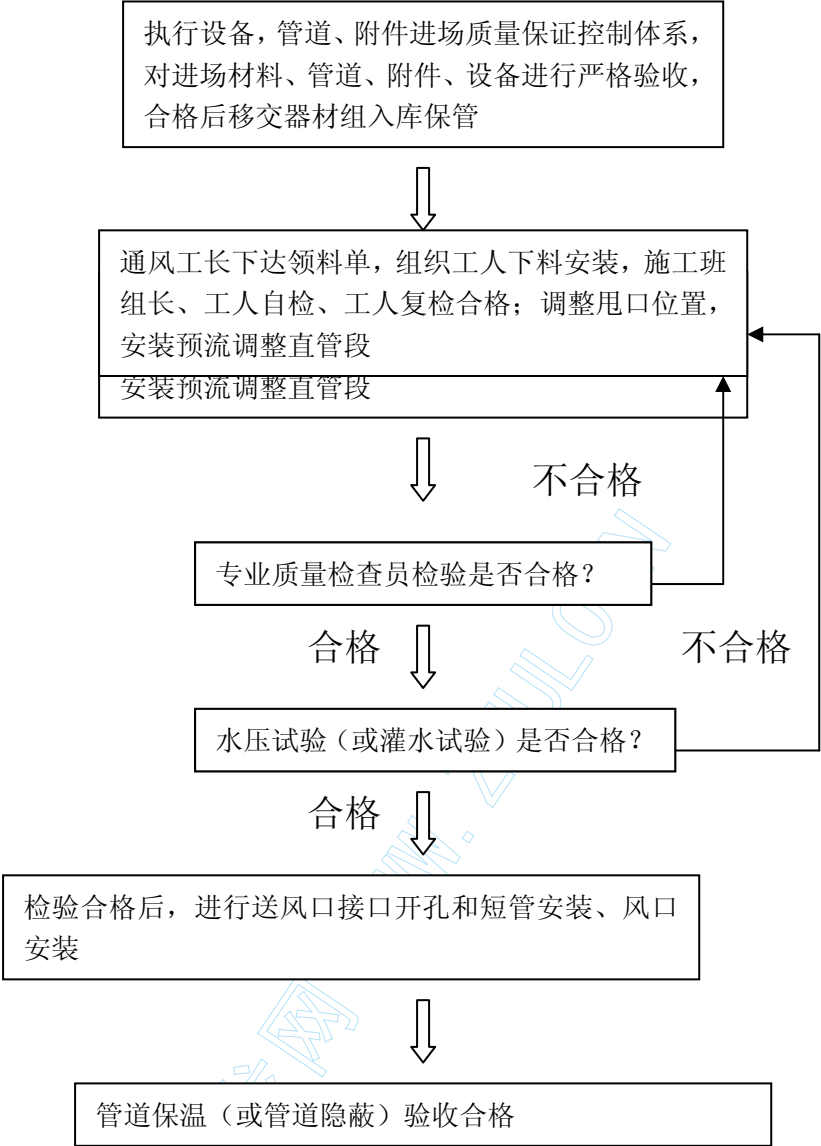 执行设备，管道、附件进场质量保证控制体系，
对进场材料、管道、附件、设备进行严格验收，
合格后移交器材组入库保管
通风工长下达领料单，组织工人下料安装，施工班
组长、工人自检、工人复检合格；调整甩口位置，
安装预流调整直管段
安装预流调整直管段
不合格
专业质量检查员检验是否合格？
合格
不合格
水压试验（或灌水试验）是否合格？
合格
检验合格后，进行送风口接口开孔和短管安装、风口
安装
管道保温（或管道隐蔽）验收合格